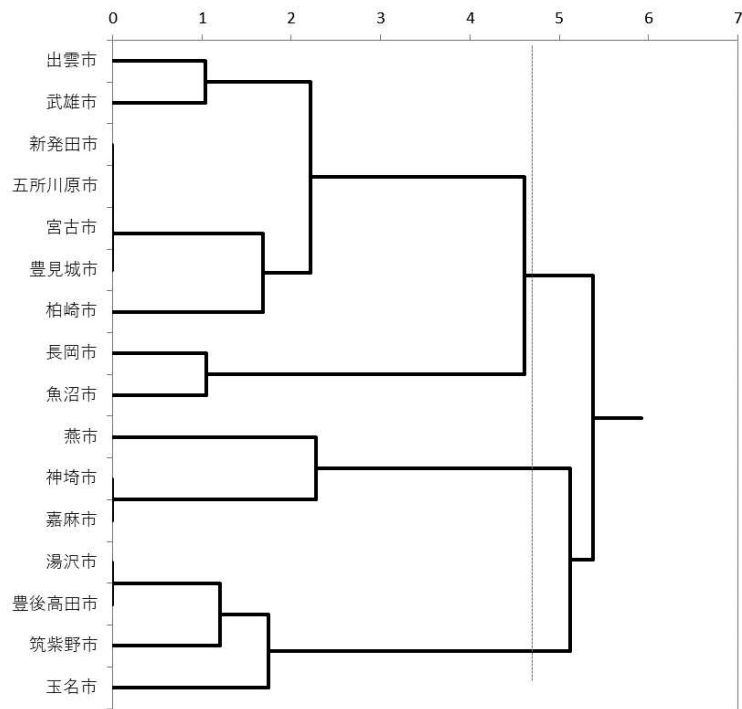 0 1 2 3 4 5 6 7
出雲市
武雄市
新発田市
五所川原市
宮古市
豊見城市
柏崎市
長岡市
魚沼市
燕市
神埼市
嘉麻市
湯沢市
豊後高田市
筑紫野市
玉名市